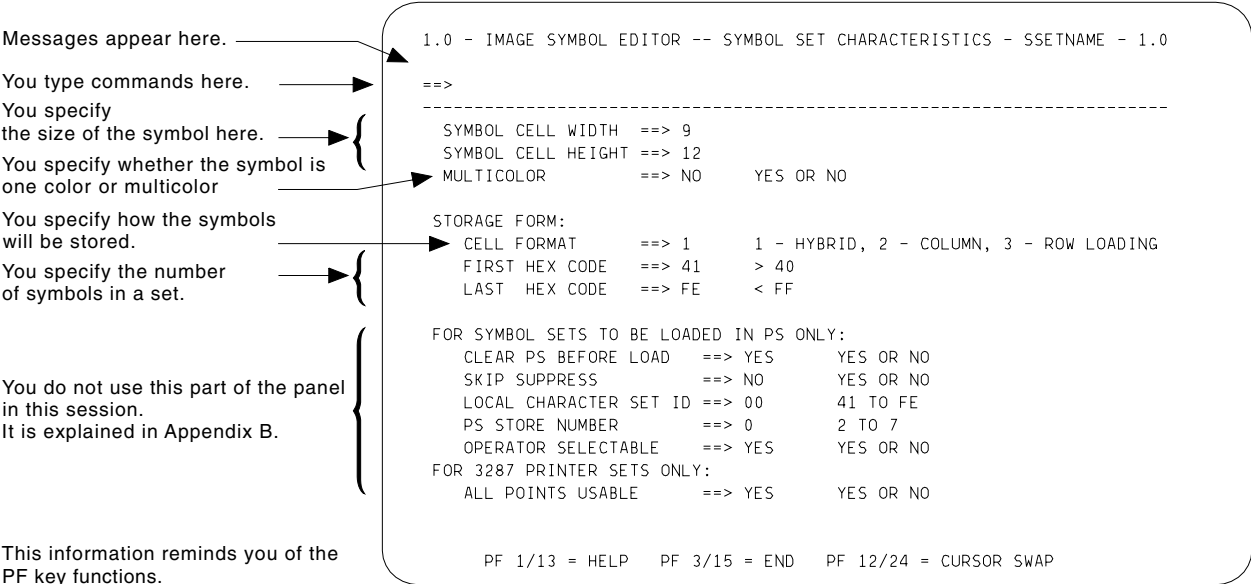 Messages appear here.
You type commands here.
You specify
the size of the symbol here.
You specify whether the symbol is
one color or multicolor
You specify how the symbols
will be stored.
You specify the number
of symbols in a set.
You do not use this part of the panel
in this session.
It is explained in Appendix B.
This information reminds you of the
PF key functions.
1.0 - IMAGE SYMBOL EDITOR -- SYMBOL SET CHARACTERISTICS - SSETNAME - 1.0
==>
------------------------------------------------------------------------
SYMBOL CELL WIDTH ==> 9
SYMBOL CELL HEIGHT ==> 12
MULTICOLOR ==> NO YES OR NO
STORAGE FORM:
CELL FORMAT ==> 1 1 - HYBRID, 2 - COLUMN, 3 - ROW LOADING
FIRST HEX CODE ==> 41 > 40
LAST HEX CODE ==> FE < FF
FOR SYMBOL SETS TO BE LOADED IN PS ONLY:
CLEAR PS BEFORE LOAD ==> YES YES OR NO
SKIP SUPPRESS ==> NO YES OR NO
LOCAL CHARACTER SET ID ==> 00 41 TO FE
PS STORE NUMBER ==> 0 2 TO 7
OPERATOR SELECTABLE ==> YES YES OR NO
FOR 3287 PRINTER SETS ONLY:
ALL POINTS USABLE ==> YES YES OR NO
PF 1/13 = HELP PF 3/15 = END PF 12/24 = CURSOR SWAP